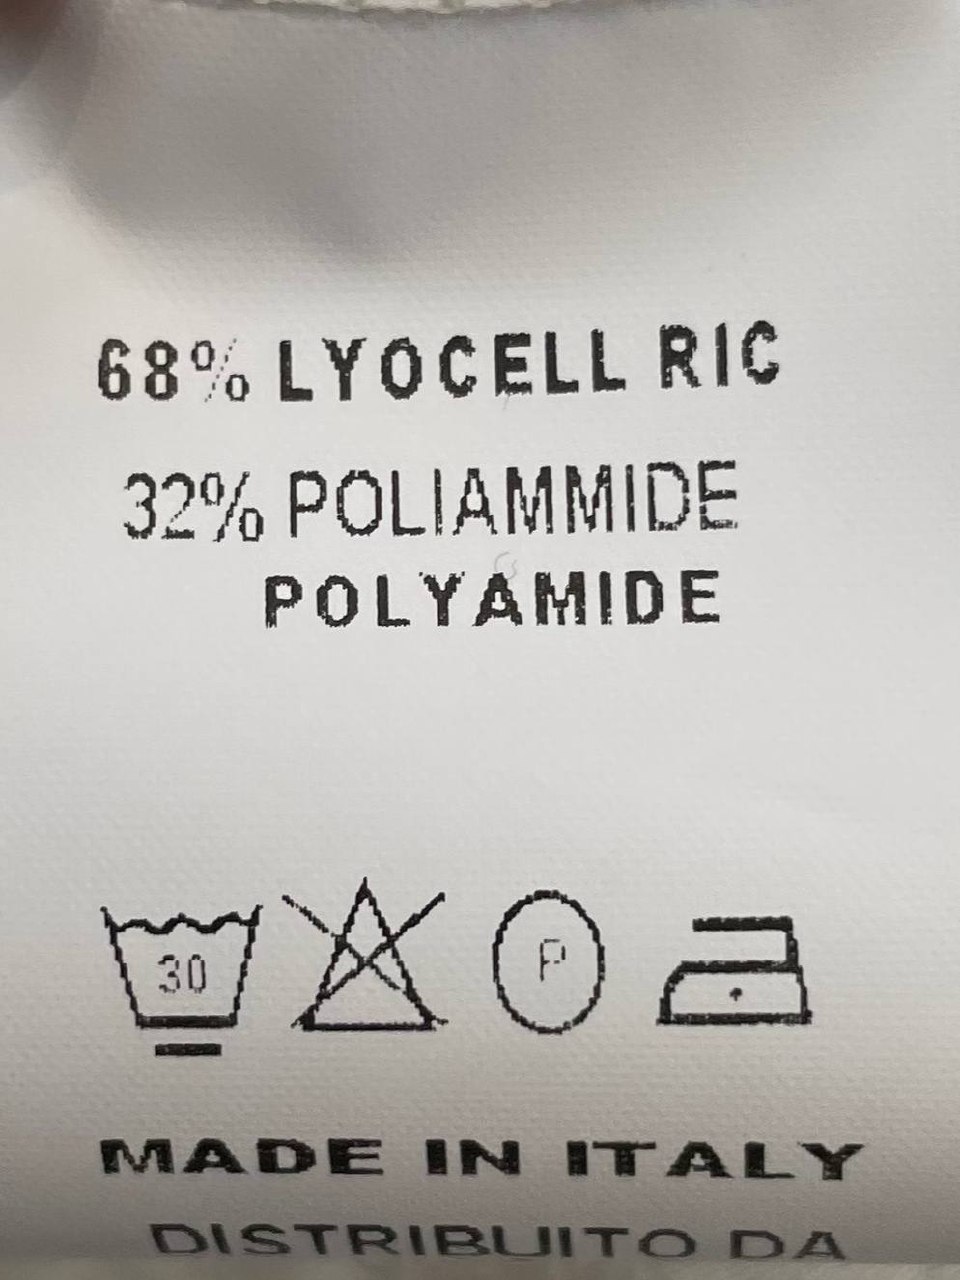 68% LYOCELL RIC
32% POLIAMMIDE
POLYAMIDE
30
P
MADE IN ITALY
DISTRIBUITO DA